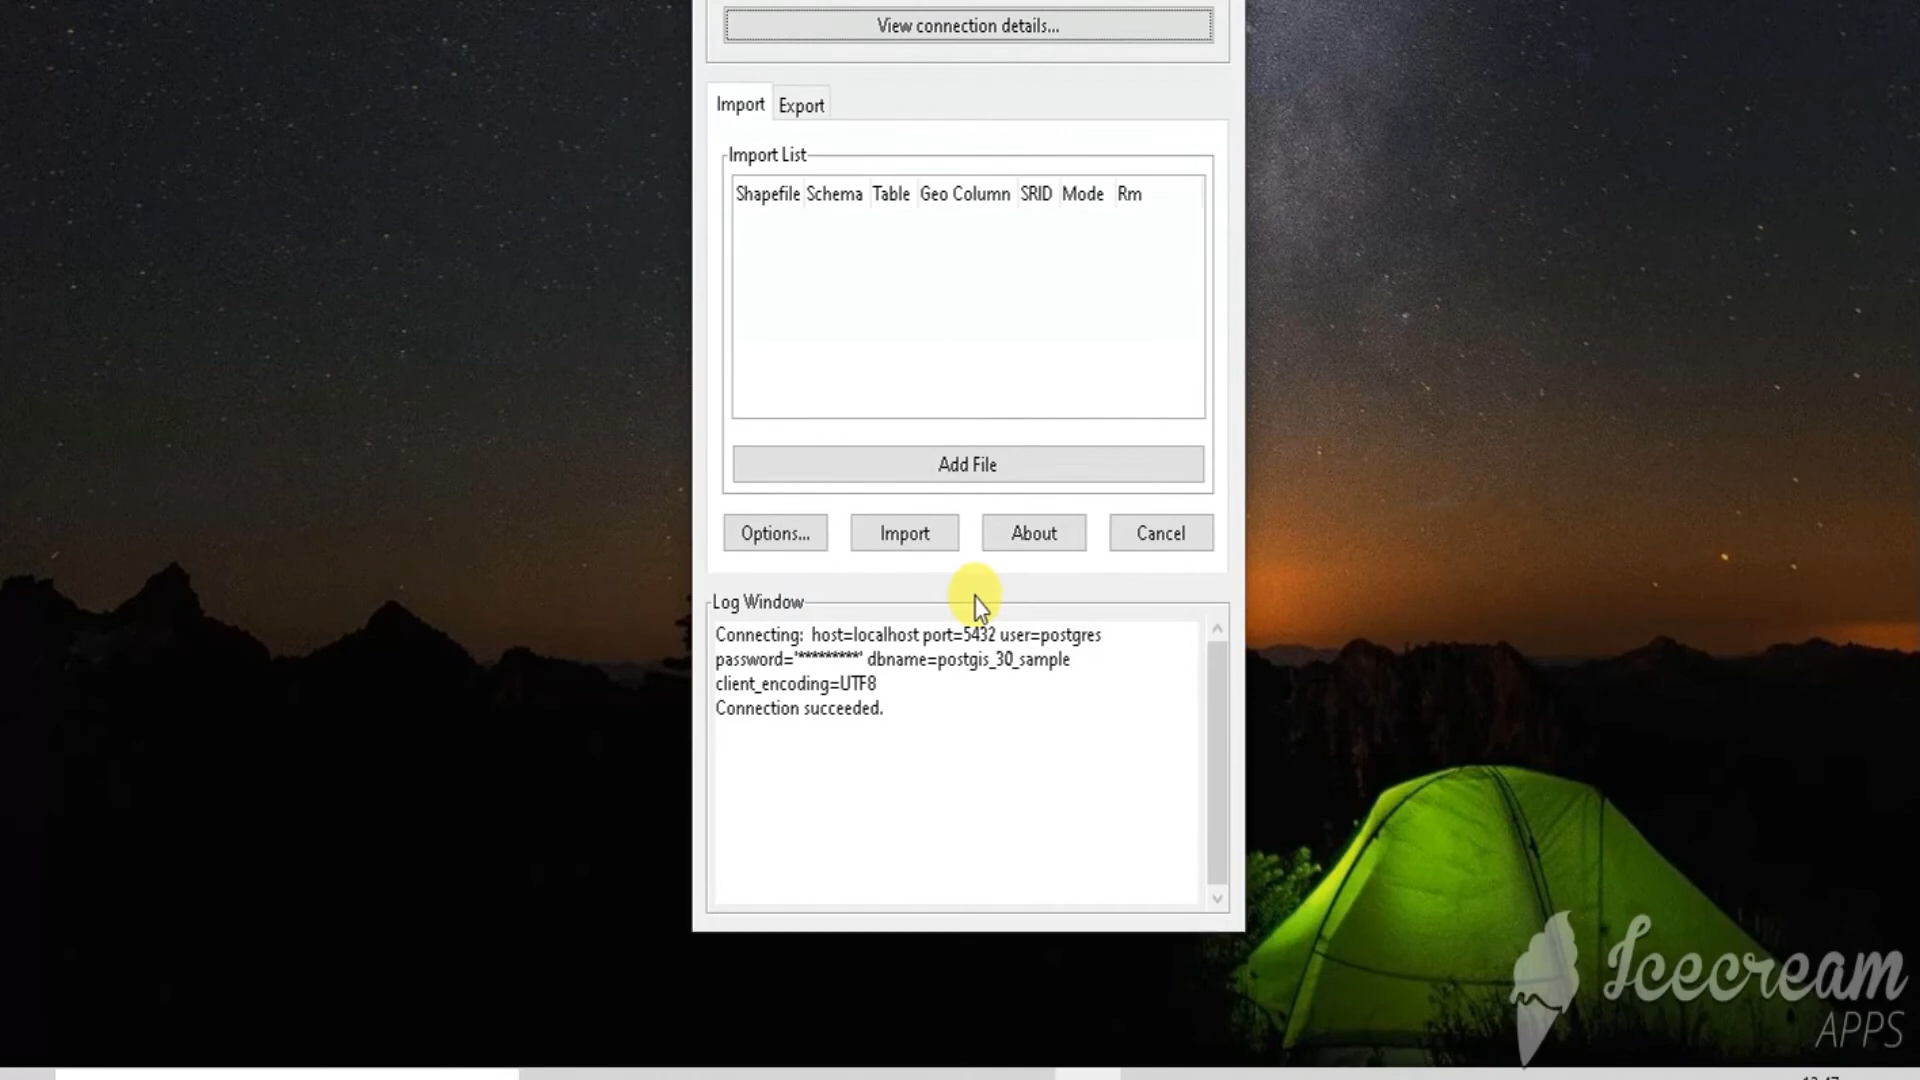 View connection details...
Import Export
Import List
Shapefile Schema Table Geo Column SRID Mode Rm
Add File
Options... Import About Cancel
Log Window
Connecting: host=localhost port=5432 user=postgres
password='*********' dbname=postgis_30_sample
client_encoding=UTF8
Connection succeeded.
Icecream
APPS